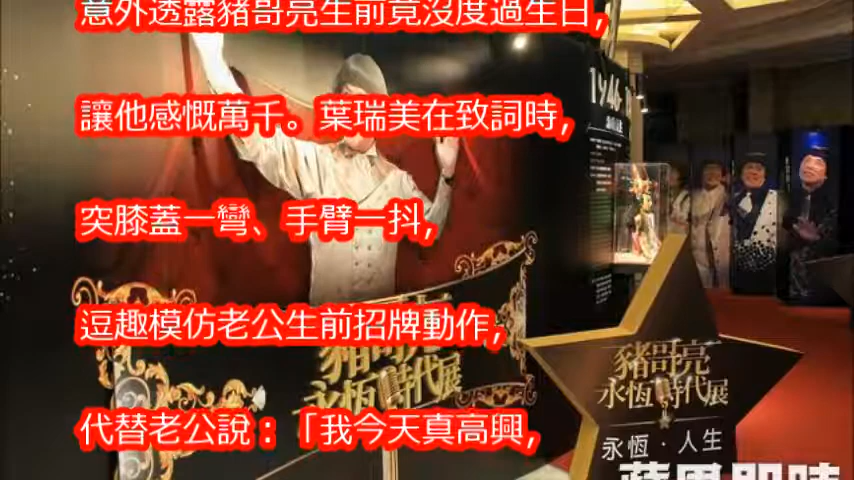 意外透露豬哥亮生前竟沒度過生日，
讓他感慨萬千。葉瑞美在致詞時，
突膝蓋一彎、手臂一抖，
逗趣模仿老公生前招牌動作，
代替老公說：「我今天真高興，
1946
豬哥亮
永恆時代展
豬哥亮
永恆時代展
永恆·人生
蘋果即時